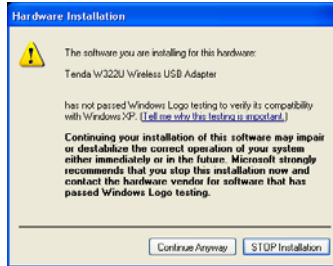 Hardware Installation
The software you are installing for this hardware:
Tenda W322U Wireless USB Adapter
has not passed Windows Logo testing to verify its compatibility
with Windows XP. (Tell me why this testing is important.)
Continuing your installation of this software may impair
or destabilize the correct operation of your system
either immediately or in the future. Microsoft strongly
recommends that you stop this installation now and
contact the hardware vendor for software that has
passed Windows Logo testing.
Continue Anyway STOP Installation